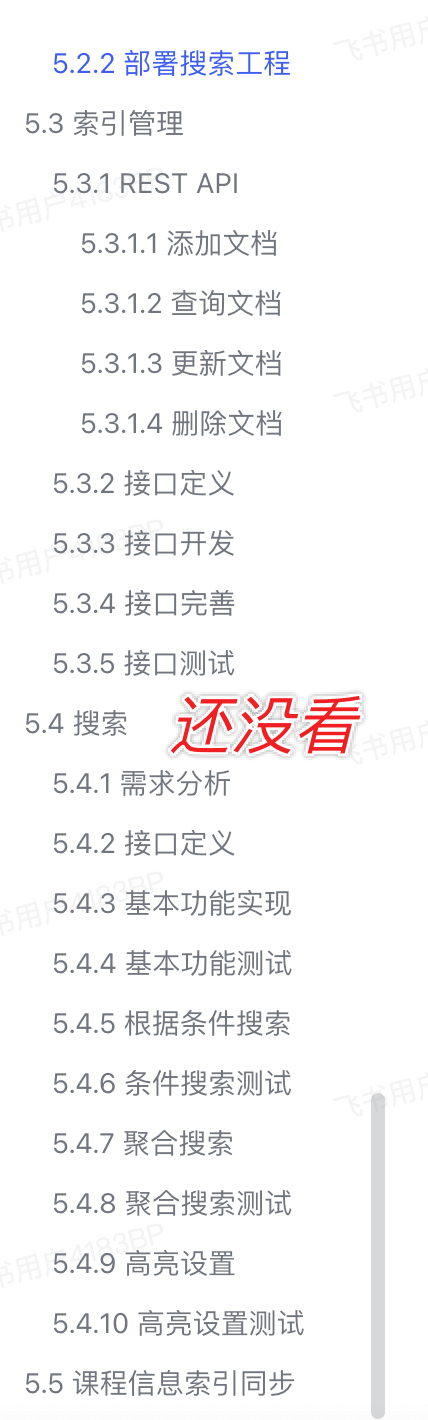 5.2.2 部署搜索工程
5.3 索引管理
5.3.1 REST API
5.3.1.1 添加文档
5.3.1.2 查询文档
5.3.1.3 更新文档
5.3.1.4 删除文档
5.3.2 接口定义
5.3.3 接口开发
5.3.4 接口完善
5.3.5 接口测试
5.4 搜索 还没看
5.4.1 需求分析
5.4.2 接口定义
5.4.3 基本功能实现
5.4.4 基本功能测试
5.4.5 根据条件搜索
5.4.6 条件搜索测试
5.4.7 聚合搜索
5.4.8 聚合搜索测试
5.4.9 高亮设置
5.4.10 高亮设置测试
5.5 课程信息索引同步